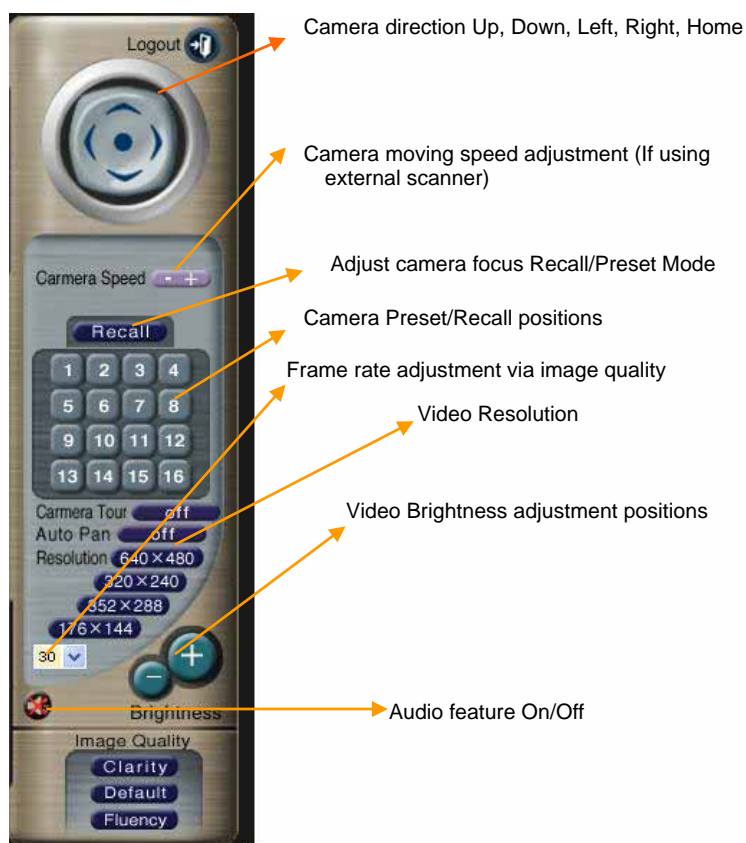 Camera direction Up, Down, Left, Right, Home
Logout
Camera moving speed adjustment (If using
external scanner)
Carmera Speed - +
Adjust camera focus Recall/Preset Mode
Recall
Camera Preset/Recall positions
1 2 3 4
Frame rate adjustment via image quality
5 6 7 8
Video Resolution
9 10 11 12
13 14 15 16
Carmera Tour off
Video Brightness adjustment positions
Auto Pan off
Resolution 640×480
320×240
352×288
176×144
30
+
-
Brightness
Audio feature On/Off
Image Quality
Clarity
Default
Fluency